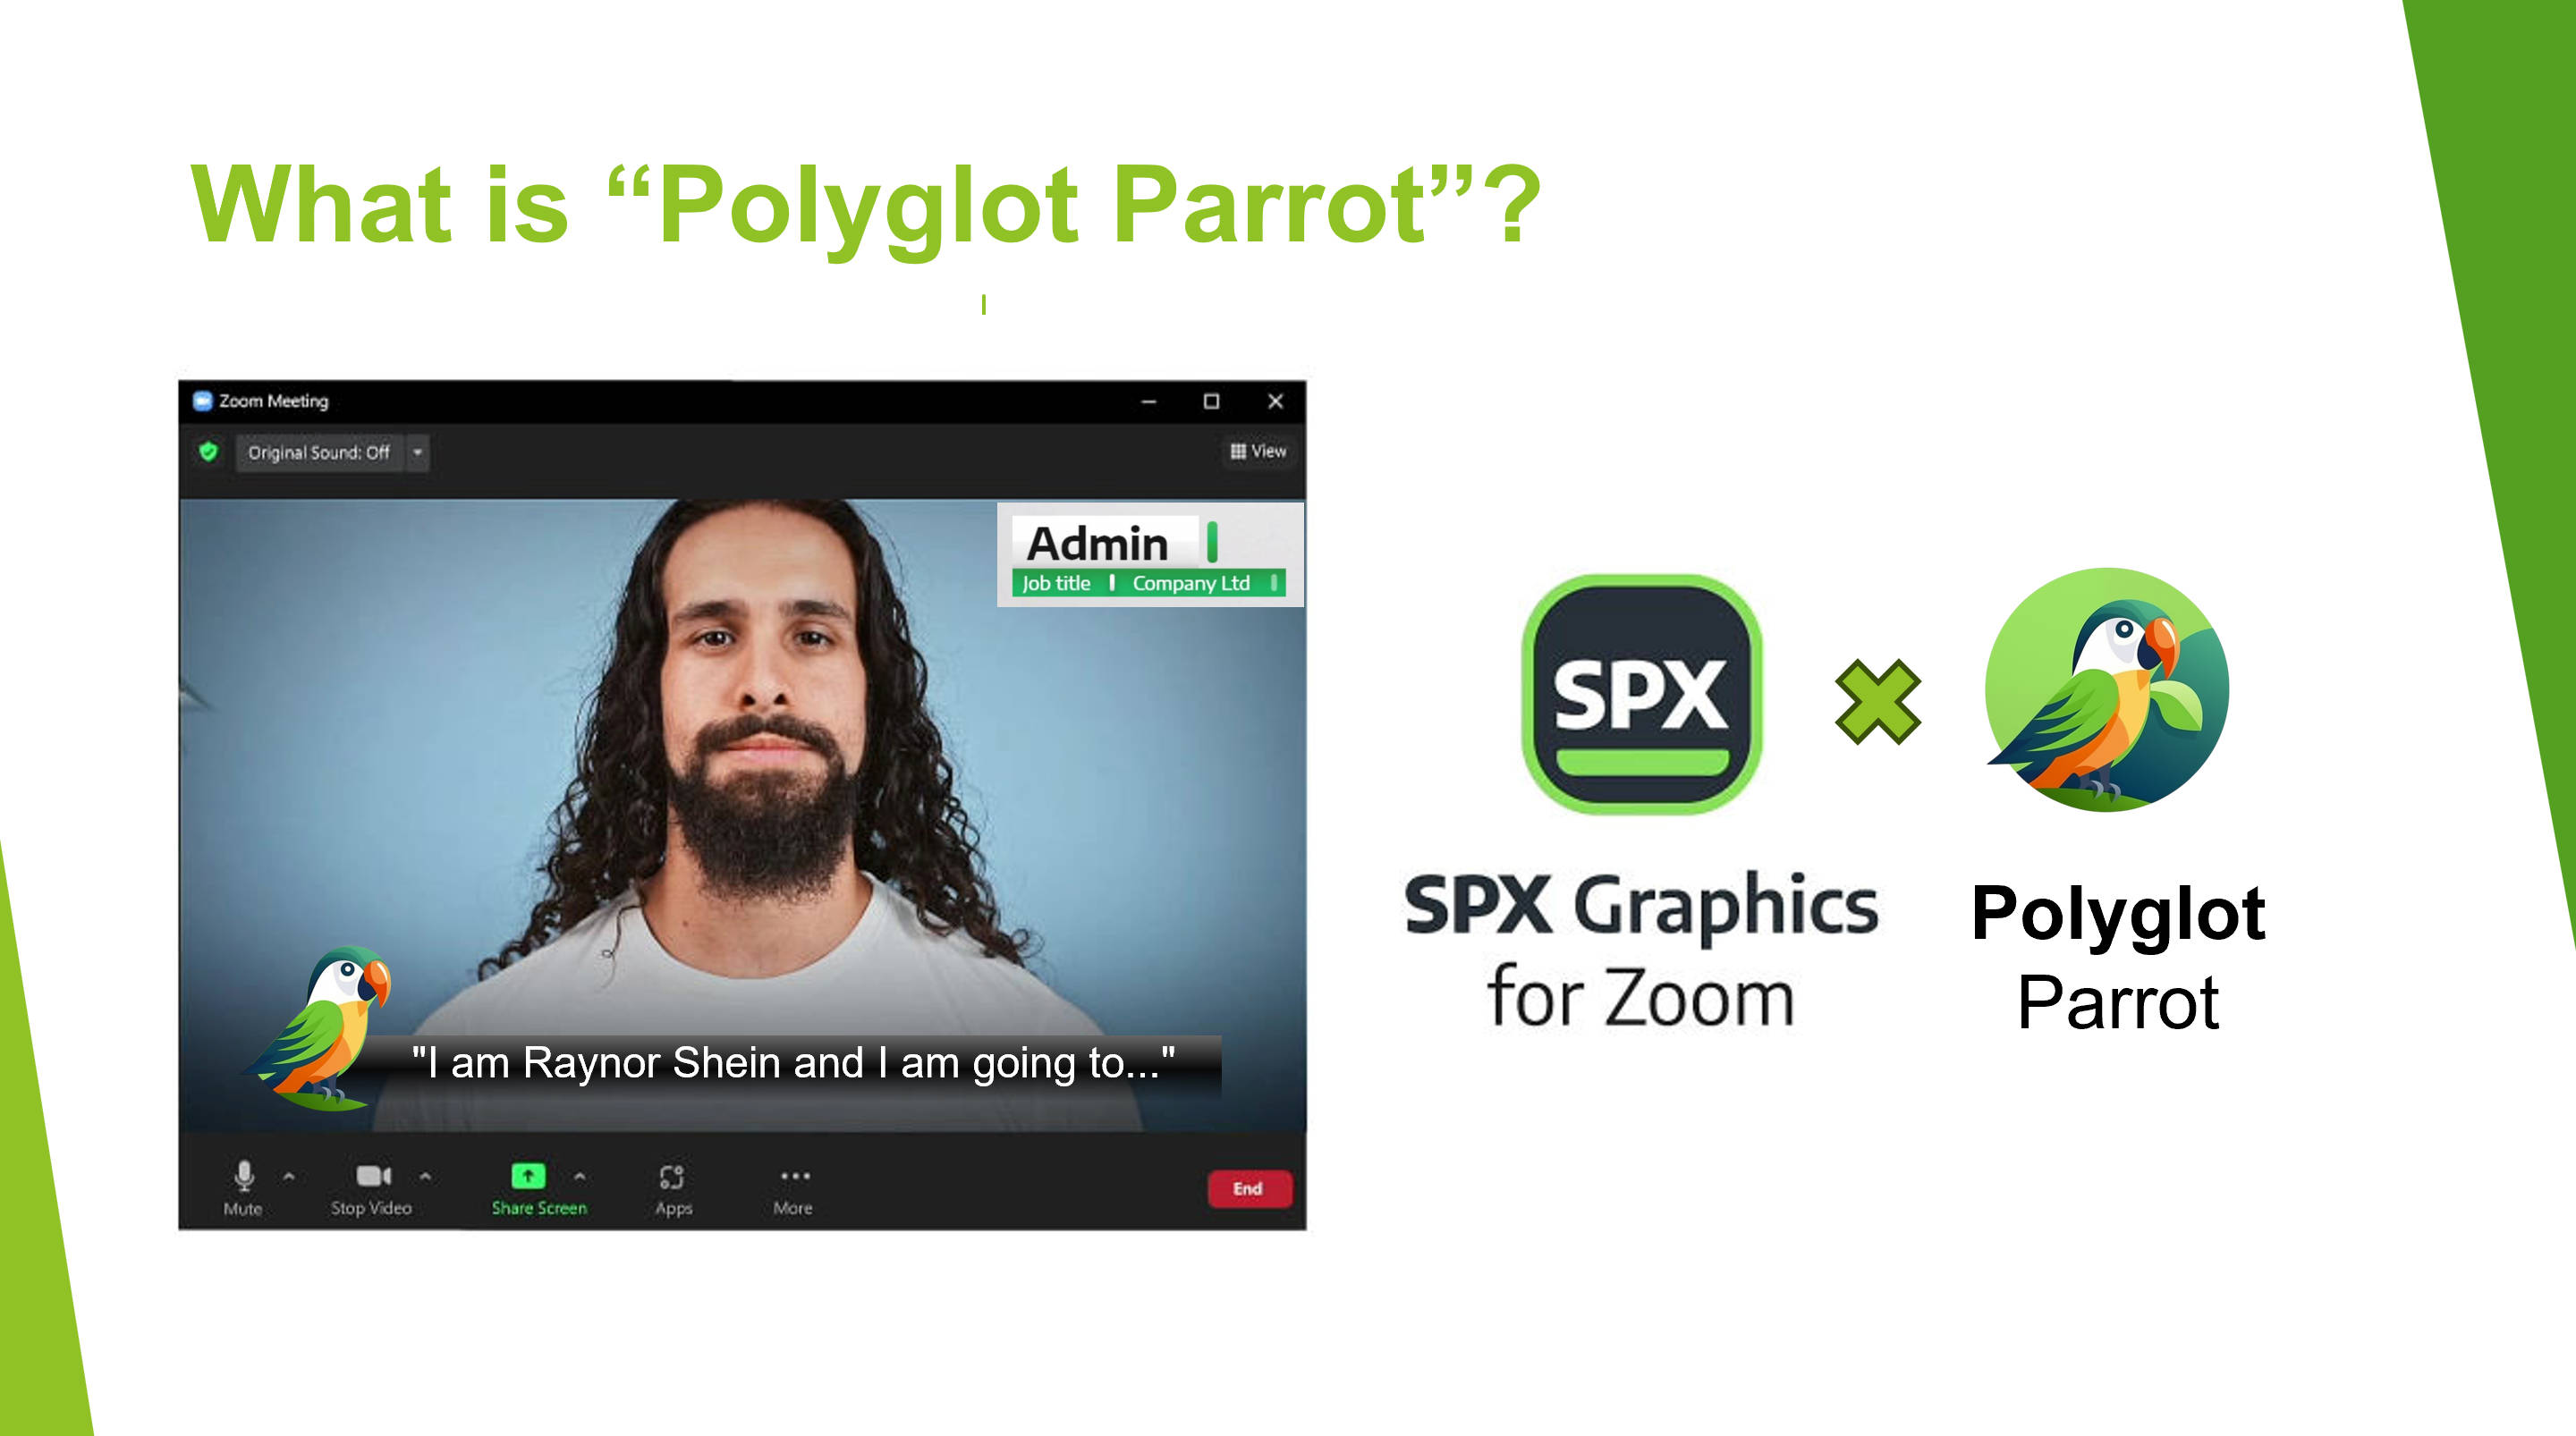 What is “Polyglot Parrot”?
Zoom Meeting
Original Sound: Off
View
Admin
Job title
Company Ltd
"I am Raynor Shein and I am going to..."
Mute
Stop Video
Share Screen
Apps
More
End
SPX
SPX Graphics
for Zoom
Polyglot
Parrot